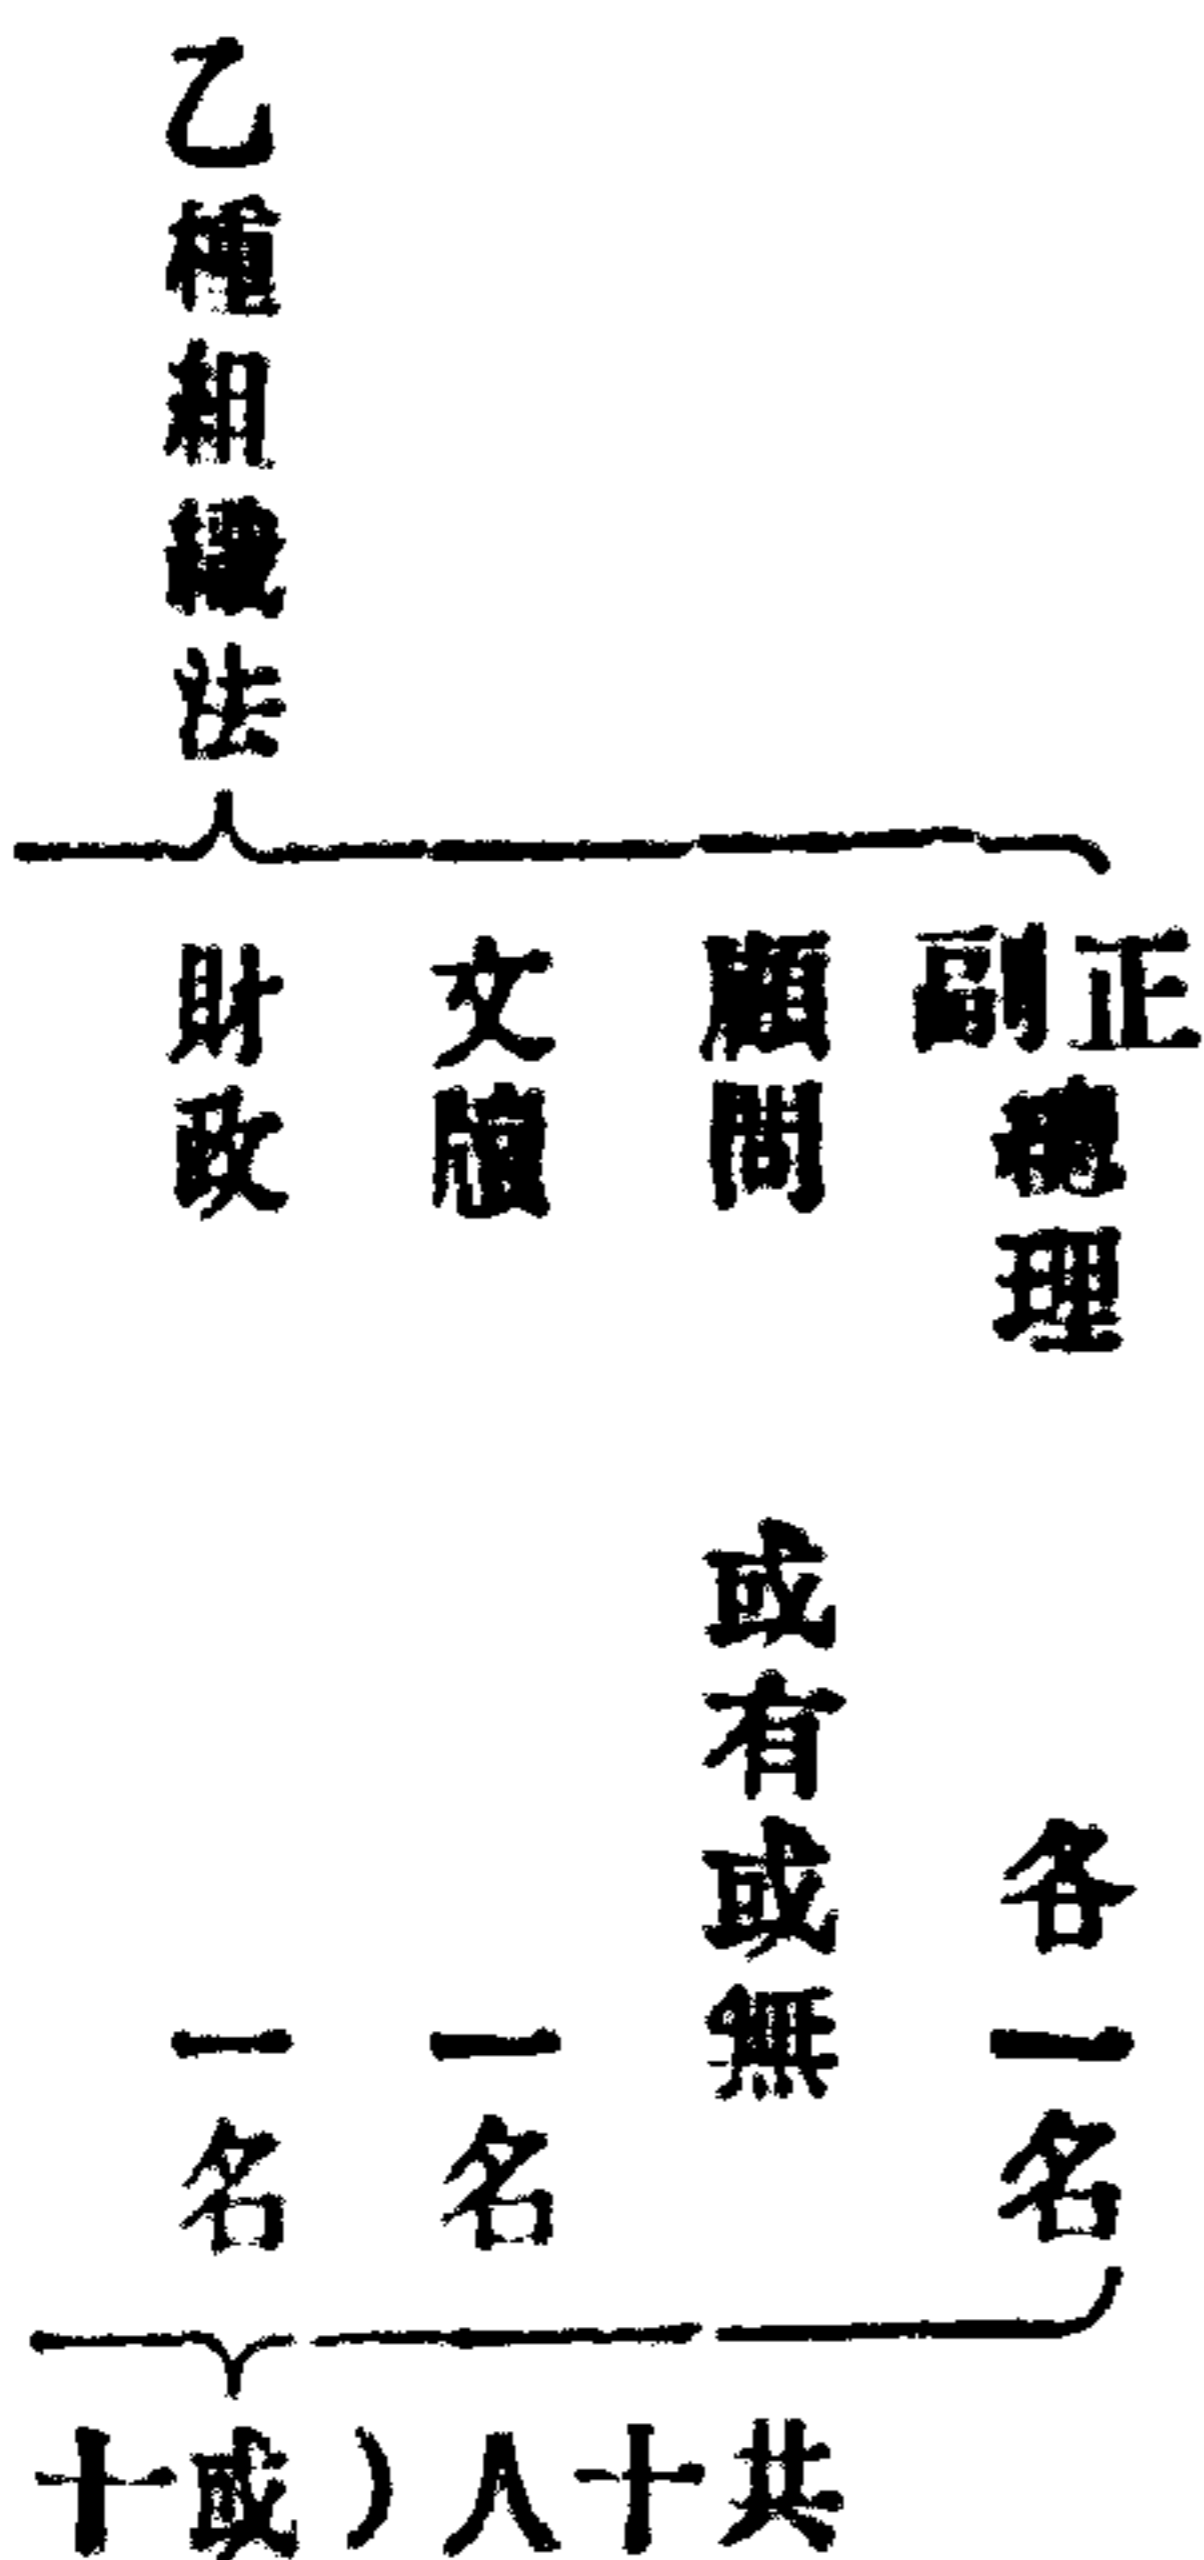 乙種組織法
正副總理　各一名
顧問　或有或無
文牘　一名
財政　一名
共十人）或十